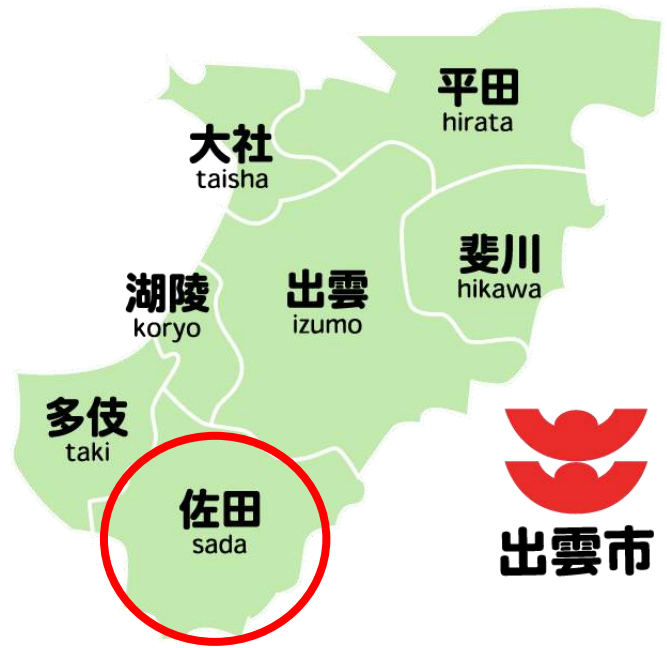 平田
hirata
大社
taisha
斐川
hikawa
湖陵
koryo
出雲
izumo
多伎
taki
佐田
sada
出雲市